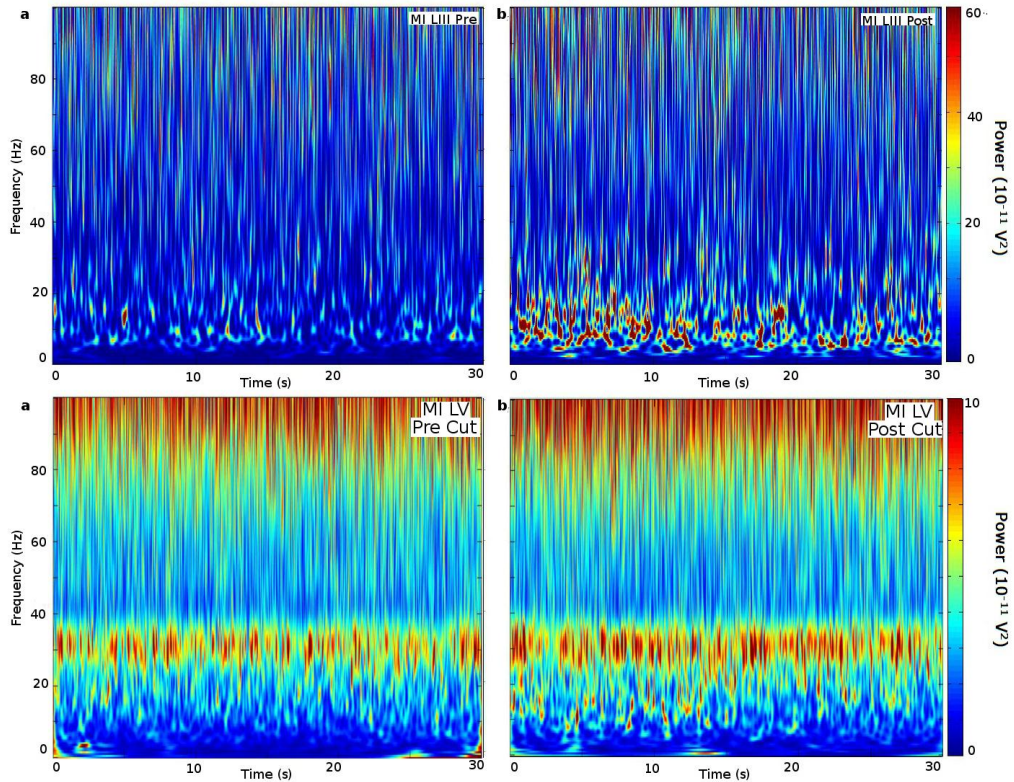 a
MI LIII Pre
b
MI LIII Post
Frequency (Hz)
80
60
40
20
0
0
10
20
30
Time (s)
0
10
20
30
Time (s)
60
40
20
0
Power (10⁻¹¹ V²)
a
MI LV
Pre Cut
b
MI LV
Post Cut
Frequency (Hz)
80
60
40
20
0
0
10
20
30
Time (s)
0
10
20
30
Time (s)
10
0
Power (10⁻¹¹ V²)